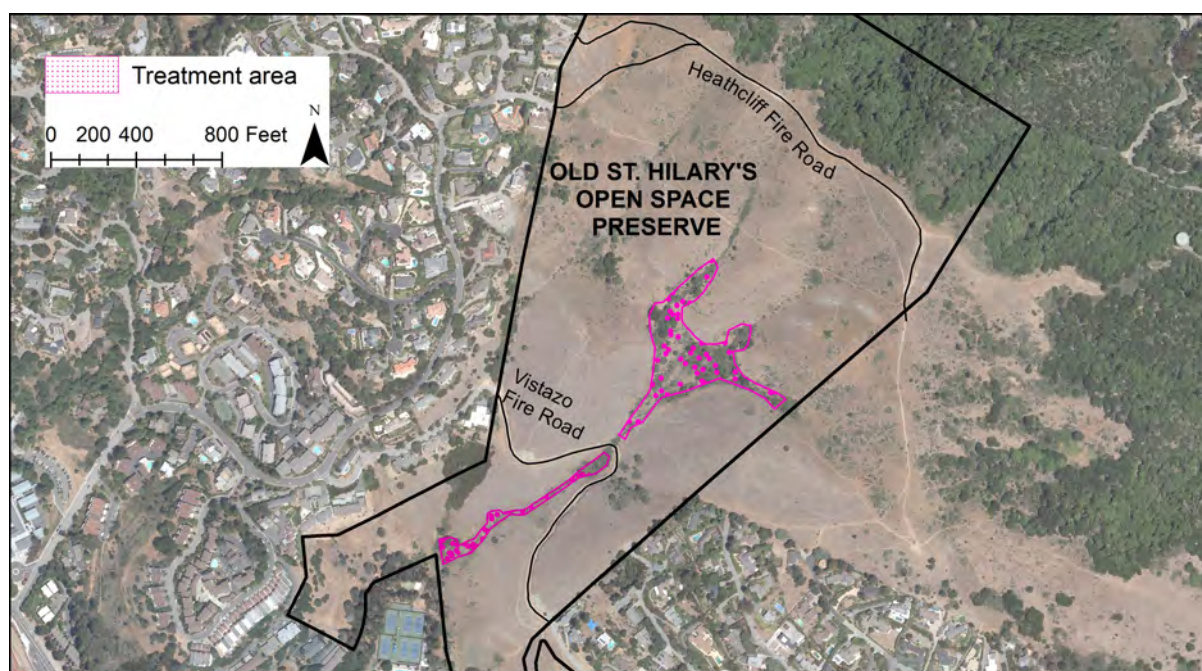 Treatment area
N
0 200 400 800 Feet
Heathcliff Fire Road
OLD ST. HILARY'S
OPEN SPACE
PRESERVE
Vistazo
Fire Road